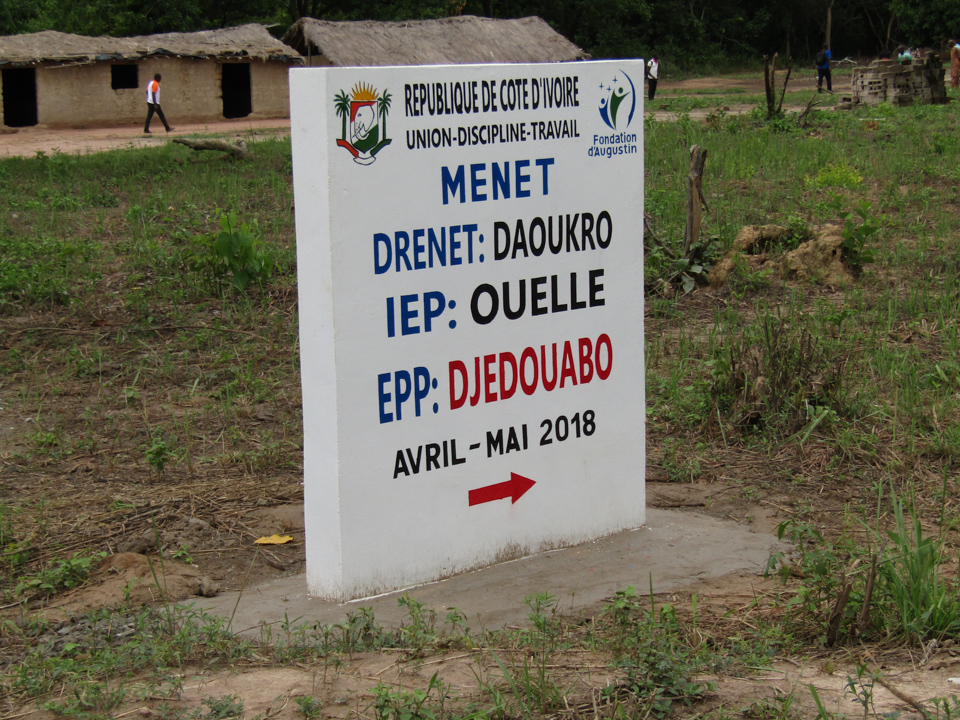 REPUBLIQUE DE COTE D'IVOIRE
UNION-DISCIPLINE-TRAVAIL
Fondation
d'Augustin
MENET
DRENET: DAOUKRO
IEP: OUELLE
EPP: DJEDOUABO
AVRIL - MAI 2018